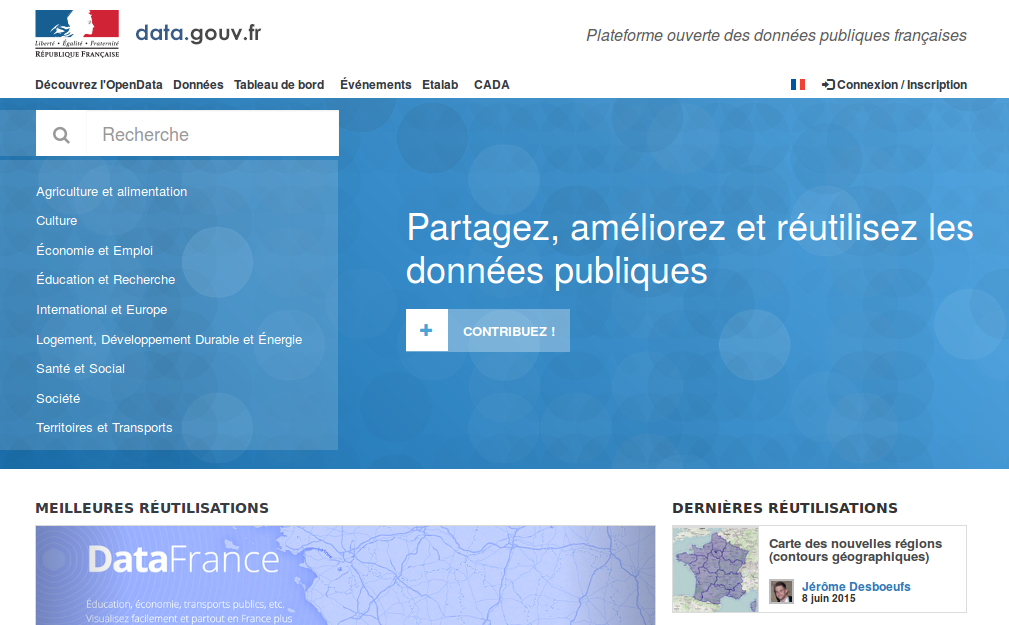 Liberté • Égalité • Fraternité
RÉPUBLIQUE FRANÇAISE
data.gouv.fr
Plateforme ouverte des données publiques françaises
Découvrez l'OpenData Données Tableau de bord Événements Etalab CADA
Connexion / Inscription
Recherche
Agriculture et alimentation
Culture
Économie et Emploi
Éducation et Recherche
International et Europe
Logement, Développement Durable et Énergie
Santé et Social
Société
Territoires et Transports
Partagez, améliorez et réutilisez les
données publiques
+ CONTRIBUEZ !
MEILLEURES RÉUTILISATIONS
DataFrance
Éducation, économie, transports publics, etc.
Visualisez facilement et partout en France plus
DERNIÈRES RÉUTILISATIONS
Carte des nouvelles régions
(contours géographiques)
Jérôme Desboeufs
8 juin 2015